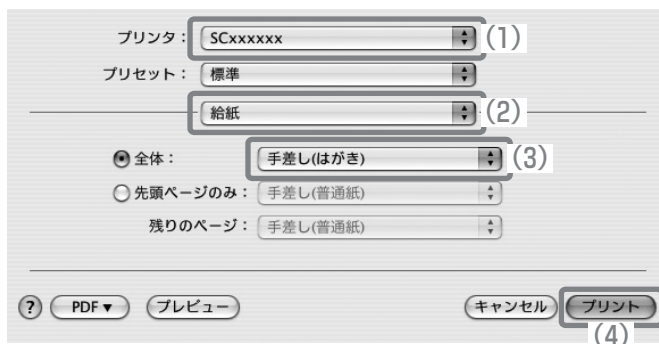 プリンタ： SCxxxxxx (1)
プリセット： 標準
給紙 (2)
全体： 手差し(はがき) (3)
先頭ページのみ： 手差し(普通紙)
残りのページ： 手差し(普通紙)
? PDF▼ プレビュー キャンセル プリント
(4)